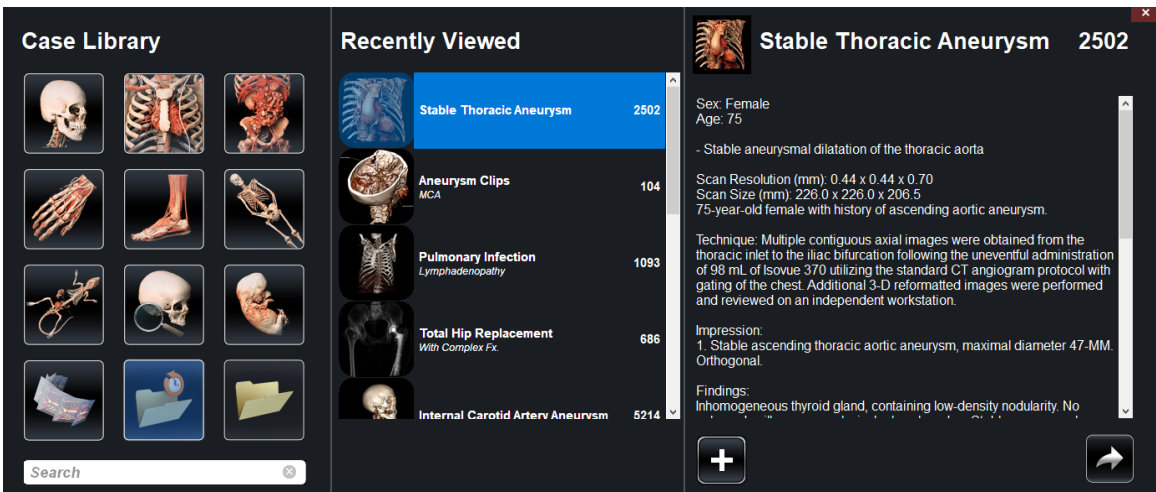 Case Library
Search
Recently Viewed
Stable Thoracic Aneurysm 2502
Aneurysm Clips 104
MCA
Pulmonary Infection 1093
Lymphadenopathy
Total Hip Replacement 686
With Complex Fx.
Internal Carotid Artery Aneurysm 5214
Stable Thoracic Aneurysm 2502
Sex: Female
Age: 75
- Stable aneurysmal dilatation of the thoracic aorta
Scan Resolution (mm): 0.44 x 0.44 x 0.70
Scan Size (mm): 226.0 x 226.0 x 206.5
75-year-old female with history of ascending aortic aneurysm.
Technique: Multiple contiguous axial images were obtained from the
thoracic inlet to the iliac bifurcation following the uneventful administration
of 98 mL of Isovue 370 utilizing the standard CT angiogram protocol with
gating of the chest. Additional 3-D reformatted images were performed
and reviewed on an independent workstation.
Impression:
1. Stable ascending thoracic aortic aneurysm, maximal diameter 47-MM.
Orthogonal.
Findings:
Inhomogeneous thyroid gland, containing low-density nodularity. No